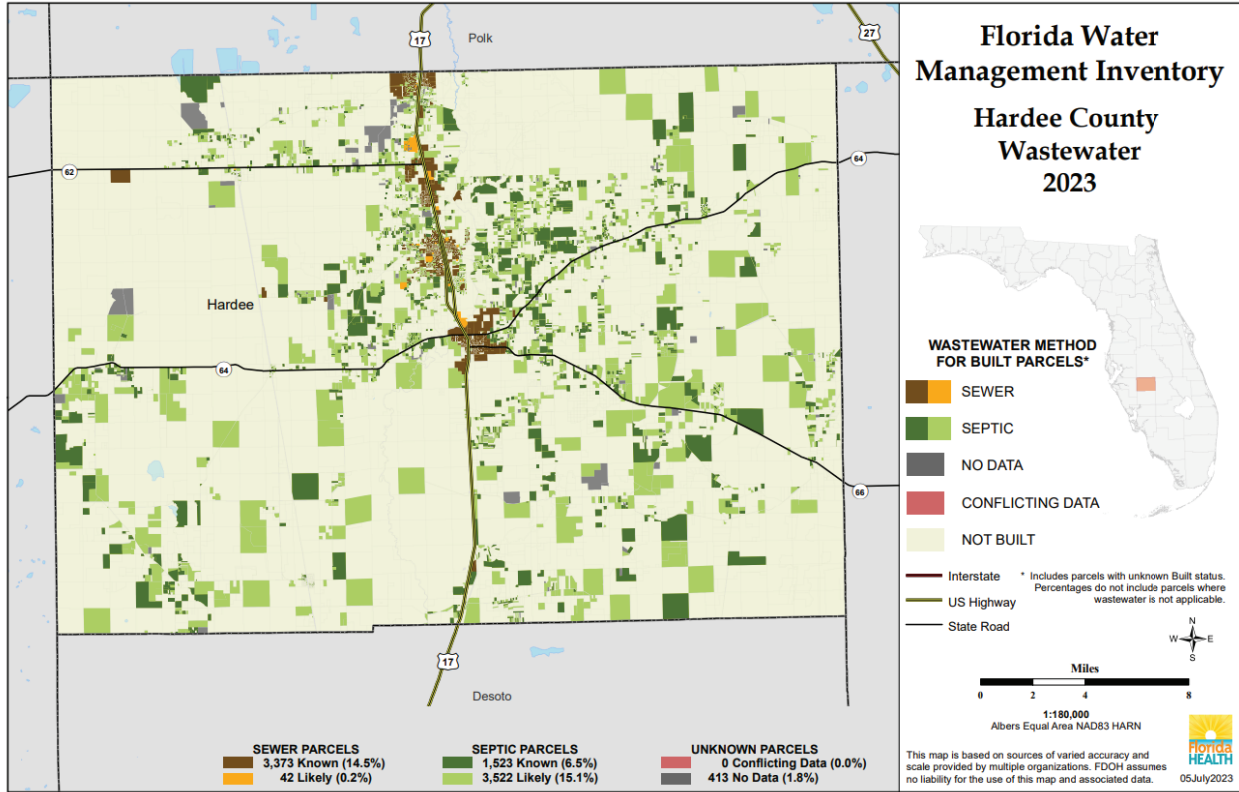 Polk
17
27
62
64
Hardee
64
66
17
Desoto
SEWER PARCELS
3,373 Known (14.5%)
42 Likely (0.2%)
SEPTIC PARCELS
1,523 Known (6.5%)
3,522 Likely (15.1%)
UNKNOWN PARCELS
0 Conflicting Data (0.0%)
413 No Data (1.8%)
Florida Water
Management Inventory
Hardee County
Wastewater
2023
WASTEWATER METHOD
FOR BUILT PARCELS*
SEWER
SEPTIC
NO DATA
CONFLICTING DATA
NOT BUILT
Interstate
US Highway
State Road
* Includes parcels with unknown Built status.
Percentages do not include parcels where
wastewater is not applicable.
N
W E
S
Miles
0 2 4 8
1:180,000
Albers Equal Area NAD83 HARN
This map is based on sources of varied accuracy and
scale provided by multiple organizations. FDOH assumes
no liability for the use of this map and associated data.
Florida
HEALTH
05July2023